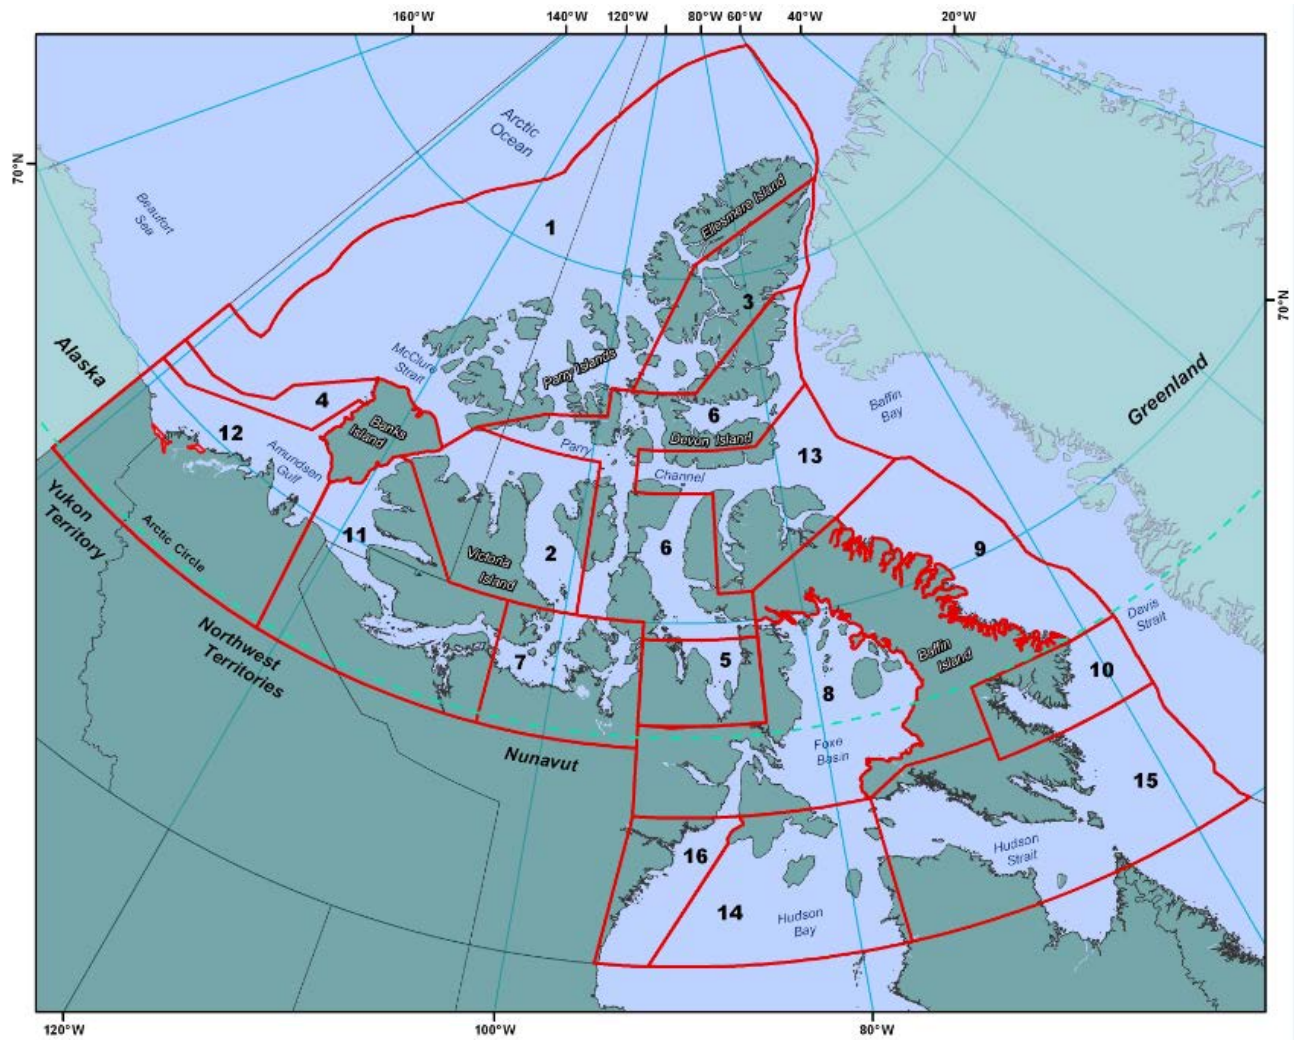 160°W
140°W
120°W
80°W
60°W
40°W
20°W
70°N
Arctic
Ocean
Beaufort
Sea
1
Ellesmere Island
3
70°N
Alaska
McClure
Strait
Parry Islands
Greenland
4
Banks
Island
6
Baffin
Bay
12
Amundsen
Gulf
Parry
Devon Island
13
Channel
Yukon
Territory
Arctic Circle
11
Victoria
Island
2
6
9
Davis
Strait
Northwest
Territories
7
5
8
Baffin
Island
10
Nunavut
Foxe
Basin
15
16
Hudson
Strait
14
Hudson
Bay
120°W
100°W
80°W